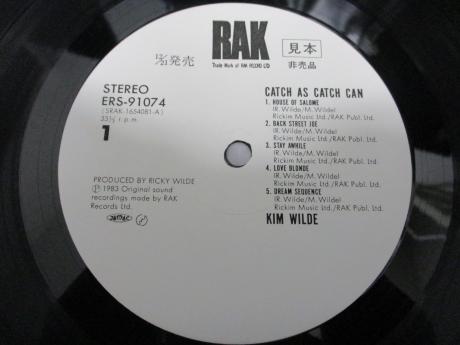 RAK
Trade Mark of RAK RECORD LTD
発売
見本
非売品
STEREO
ERS-91074
(SRAK-1654081-A)
33⅓ r.p.m.
1
PRODUCED BY RICKY WILDE
Ⓟ 1983 Original sound
recordings made by RAK
Records Ltd.
CATCH AS CATCH CAN
1. HOUSE OF SALOME
(R. Wilde/M. Wilde)
Rickim Music Ltd./RAK Publ. Ltd.
2. BACK STREET JOE
(R. Wilde/M. Wilde)
Rickim Music Ltd./RAK Publ. Ltd.
3. STAY AWHILE
(R. Wilde/M. Wilde)
Rickim Music Ltd./RAK Publ. Ltd.
4. LOVE BLONDE
(R. Wilde/M. Wilde)
Rickim Music Ltd./RAK Publ. Ltd.
5. DREAM SEQUENCE
(R. Wilde/M. Wilde)
Rickim Music Ltd./RAK Publ. Ltd.
KIM WILDE